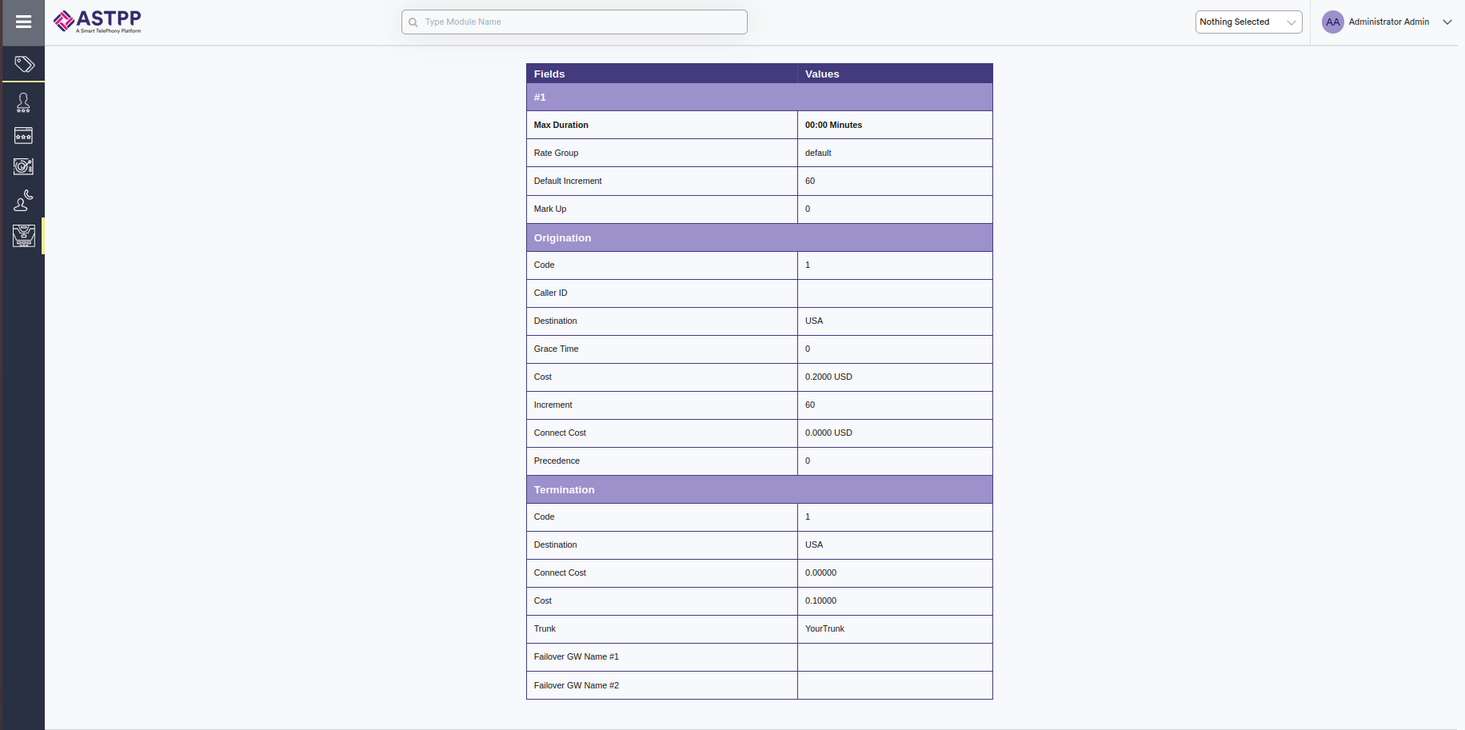 ASTPP
A Smart TelePhony Platform
Type Module Name
Nothing Selected
AA Administrator Admin
Fields Values
#1
Max Duration 00:00 Minutes
Rate Group default
Default Increment 60
Mark Up 0
Origination
Code 1
Caller ID
Destination USA
Grace Time 0
Cost 0.2000 USD
Increment 60
Connect Cost 0.0000 USD
Precedence 0
Termination
Code 1
Destination USA
Connect Cost 0.00000
Cost 0.10000
Trunk YourTrunk
Failover GW Name #1
Failover GW Name #2